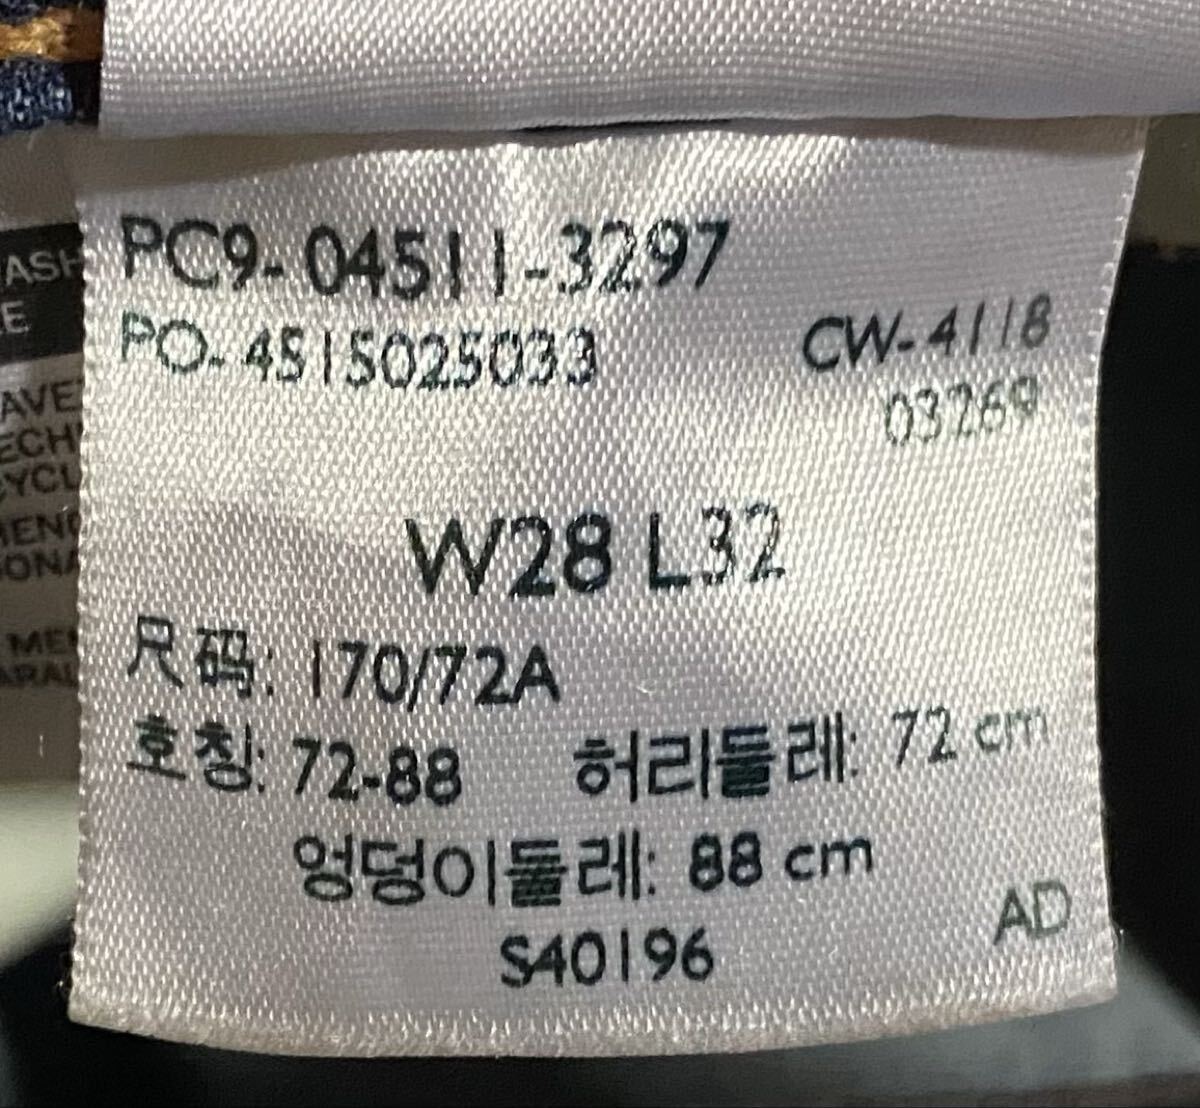 PC9-04511-3297
PO-4515025033
CW-4118
03269
W28 L32
尺码: 170/72A
호칭: 72-88 허리둘레: 72 cm
엉덩이둘레: 88 cm
S40196
AD